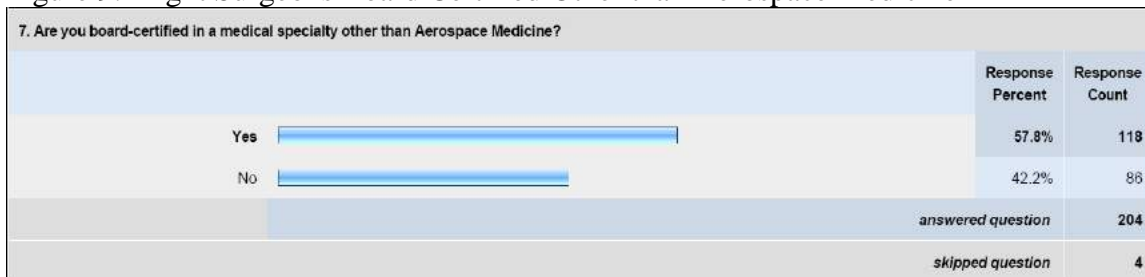 7. Are you board-certified in a medical specialty other than Aerospace Medicine?
Response Percent Response Count
Yes 57.8% 118
No 42.2% 86
answered question 204
skipped question 4